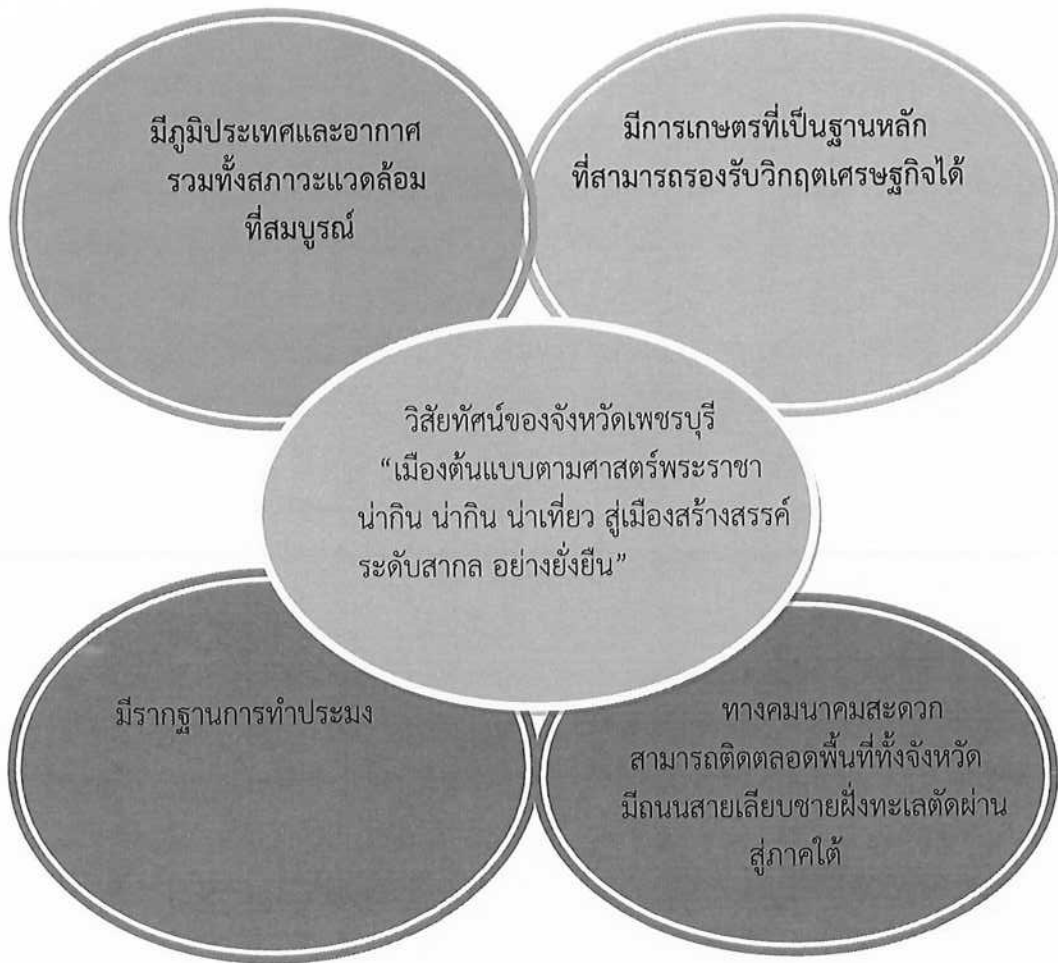 มีภูมิประเทศและอากาศ
รวมทั้งสภาวะแวดล้อม
ที่สมบูรณ์
มีการเกษตรที่เป็นฐานหลัก
ที่สามารถรองรับวิกฤตเศรษฐกิจได้
วิสัยทัศน์ของจังหวัดเพชรบุรี
“เมืองต้นแบบตามศาสตร์พระราชา
น่ากิน น่ากิน น่าเที่ยว สู่เมืองสร้างสรรค์
ระดับสากล อย่างยั่งยืน”
มีรากฐานการทำประมง
ทางคมนาคมสะดวก
สามารถติดตลอดพื้นที่ทั้งจังหวัด
มีถนนสายเลียบชายฝั่งทะเลตัดผ่าน
สู่ภาคใต้